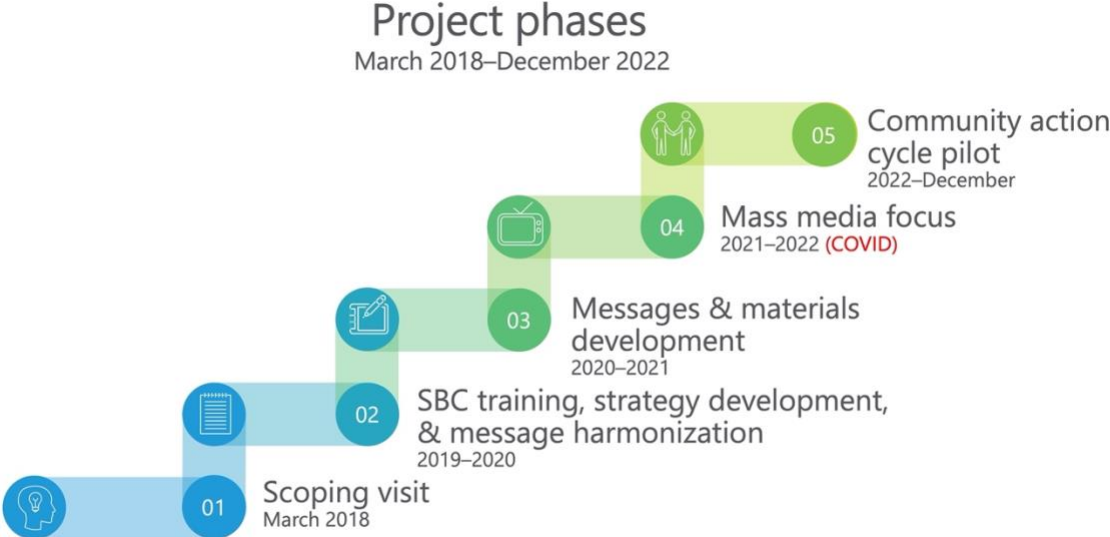 Project phases
March 2018–December 2022
05
Community action
cycle pilot
2022–December
04
Mass media focus
2021–2022 (COVID)
03
Messages & materials
development
2020–2021
02
SBC training, strategy development,
& message harmonization
2019–2020
01
Scoping visit
March 2018